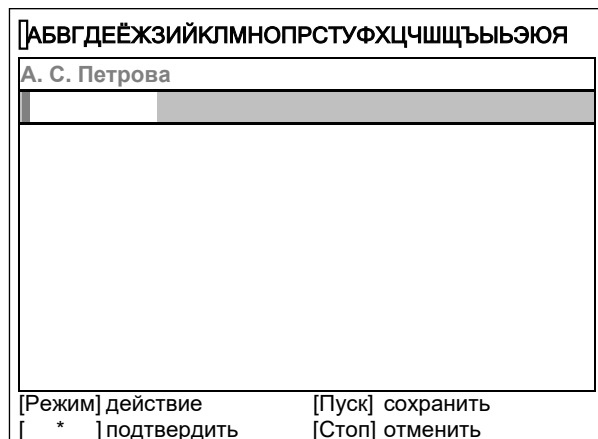 АБВГДЕЁЖЗИЙКЛМНОПРСТУФХЦЧШЩЪЫЬЭЮЯ
А. С. Петрова
[Режим] действие [Пуск] сохранить
[ * ] подтвердить [Стоп] отменить